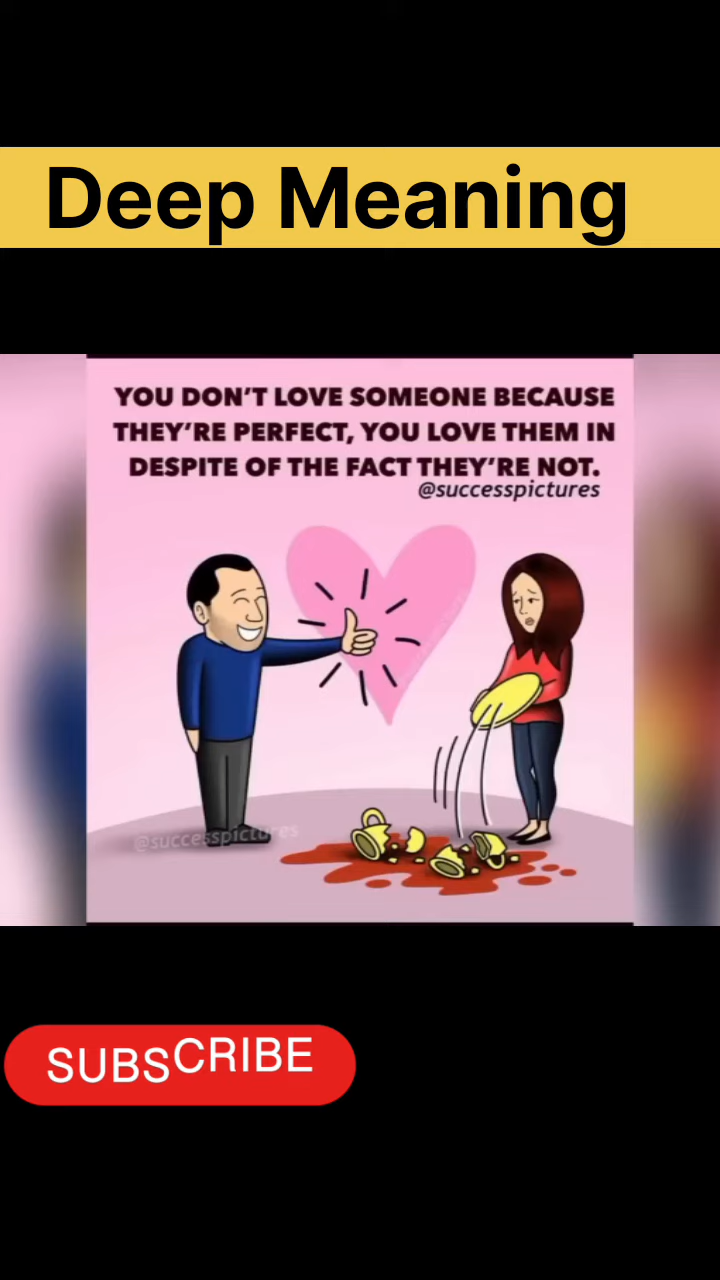 Deep Meaning
YOU DON'T LOVE SOMEONE BECAUSE
THEY'RE PERFECT, YOU LOVE THEM IN
DESPITE OF THE FACT THEY'RE NOT.
@successpictures
@successpictures
SUBSCRIBE